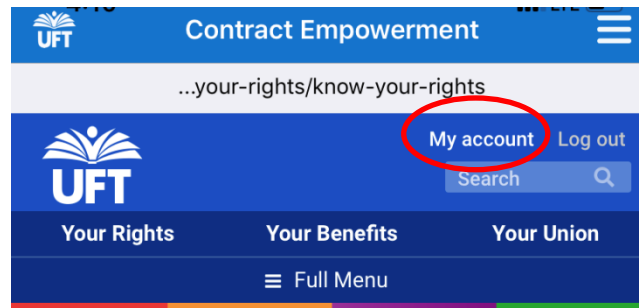 UFT
Contract Empowerment
...your-rights/know-your-rights
UFT
My account Log out
Search
Your Rights Your Benefits Your Union
Full Menu